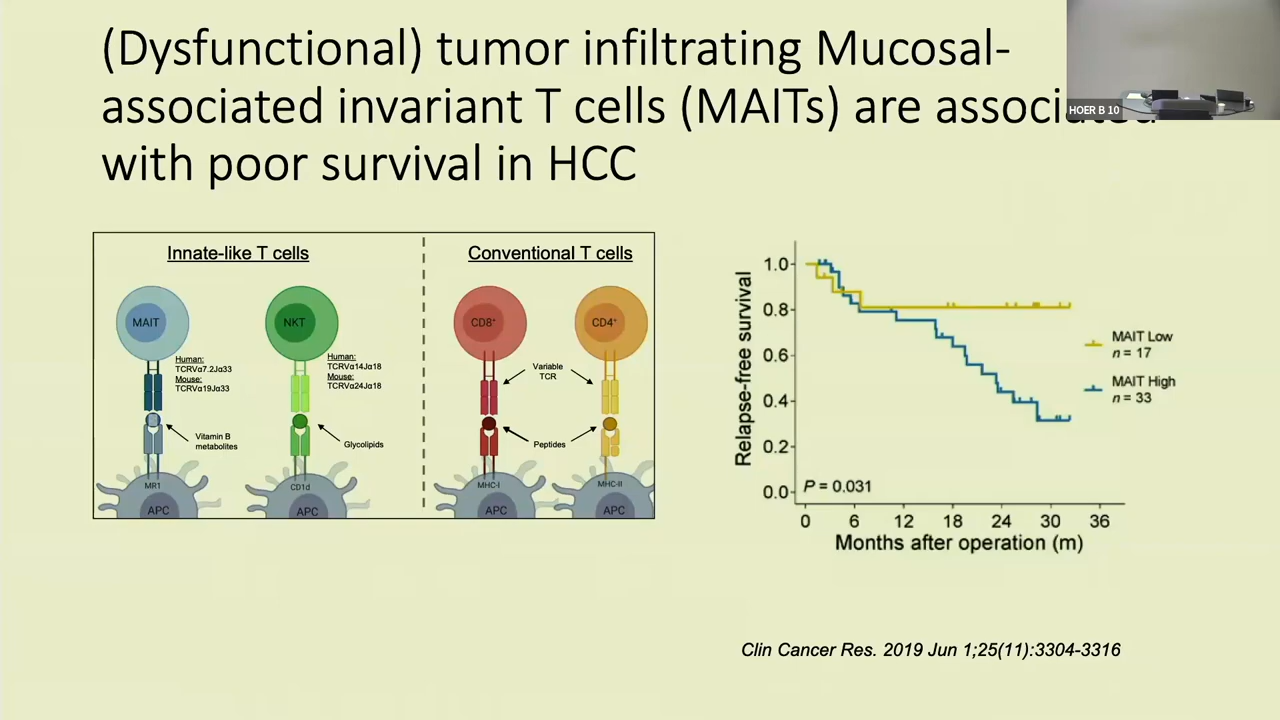 (Dysfunctional) tumor infiltrating Mucosal-
associated invariant T cells (MAITs) are associated
with poor survival in HCC
HOER B 10
Innate-like T cells
Conventional T cells
MAIT
NKT
CD8+
CD4+
Human:
TCRVα7.2Jα33
Mouse:
TCRVα19Jα33
Human:
TCRVα14Jα18
Mouse:
TCRVα24Jα18
Variable
TCR
Vitamin B
metabolites
Glycolipids
Peptides
MR1
CD1d
MHC-I
MHC-II
APC
APC
APC
APC
Relapse-free survival
1.0
0.8
0.6
0.4
0.2
0.0
P = 0.031
0 6 12 18 24 30 36
Months after operation (m)
MAIT Low
n = 17
MAIT High
n = 33
Clin Cancer Res. 2019 Jun 1;25(11):3304-3316